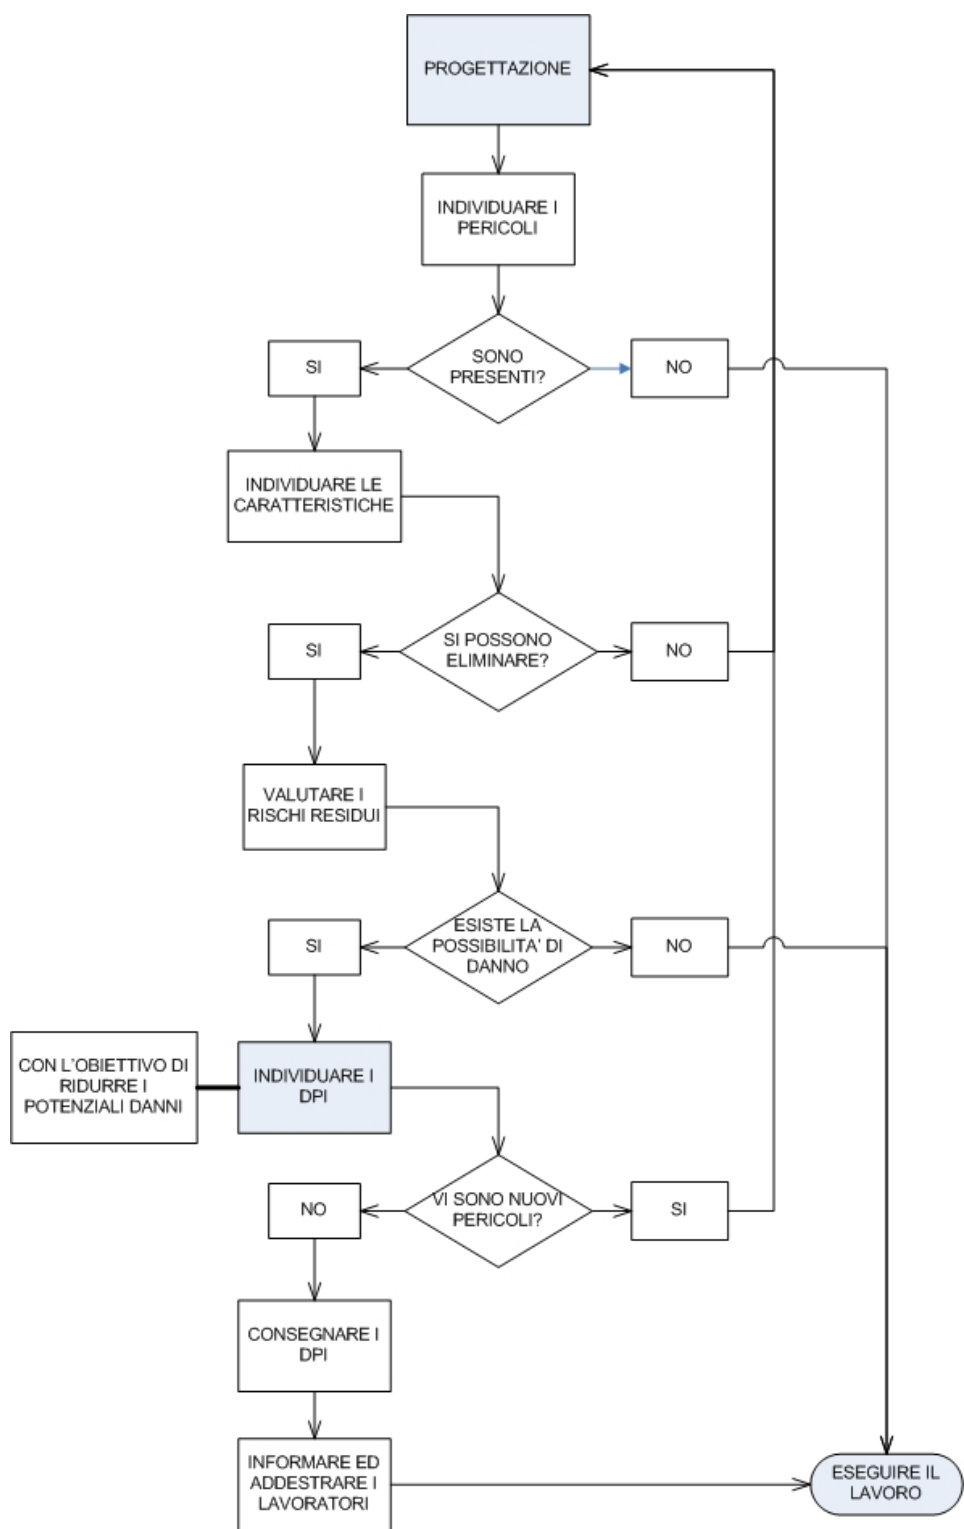 PROGETTAZIONE
INDIVIDUARE I
PERICOLI
SI
SONO
PRESENTI?
NO
INDIVIDUARE LE
CARATTERISTICHE
SI
SI POSSONO
ELIMINARE?
NO
VALUTARE I
RISCHI RESIDUI
SI
ESISTE LA
POSSIBILITA' DI
DANNO
NO
CON L'OBIETTIVO DI
RIDURRE I
POTENZIALI DANNI
INDIVIDUARE I
DPI
NO
VI SONO NUOVI
PERICOLI?
SI
CONSEGNARE I
DPI
INFORMARE ED
ADDESTRARE I
LAVORATORI
ESEGUIRE IL
LAVORO